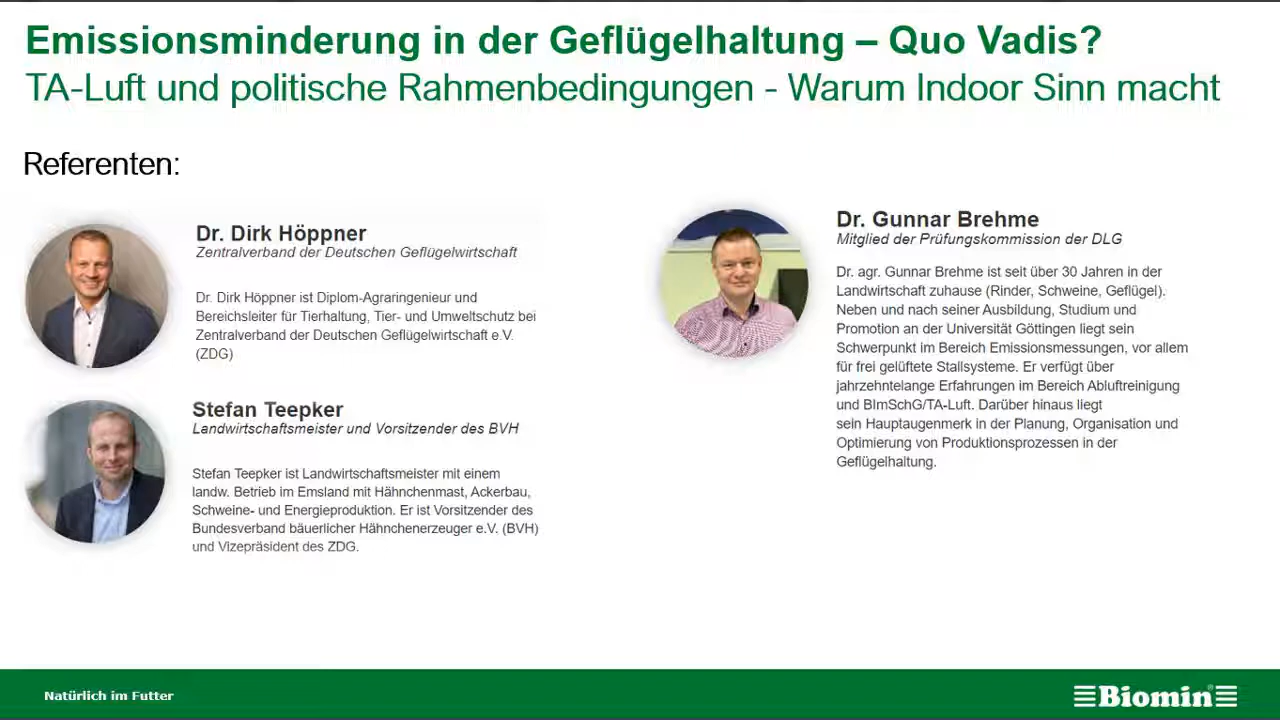 Emissionsminderung in der Geflügelhaltung – Quo Vadis?
TA-Luft und politische Rahmenbedingungen - Warum Indoor Sinn macht
Referenten:
Dr. Dirk Höppner
Zentralverband der Deutschen Geflügelwirtschaft
Dr. Dirk Höppner ist Diplom-Agraringenieur und
Bereichsleiter für Tierhaltung, Tier- und Umweltschutz bei
Zentralverband der Deutschen Geflügelwirtschaft e.V.
(ZDG)
Stefan Teepker
Landwirtschaftsmeister und Vorsitzender des BVH
Stefan Teepker ist Landwirtschaftsmeister mit einem
landw. Betrieb im Emsland mit Hähnchenmast, Ackerbau,
Schweine- und Energieproduktion. Er ist Vorsitzender des
Bundesverband bäuerlicher Hähnchenerzeuger e.V. (BVH)
und Vizepräsident des ZDG.
Dr. Gunnar Brehme
Mitglied der Prüfungskommission der DLG
Dr. agr. Gunnar Brehme ist seit über 30 Jahren in der
Landwirtschaft zuhause (Rinder, Schweine, Geflügel).
Neben und nach seiner Ausbildung, Studium und
Promotion an der Universität Göttingen liegt sein
Schwerpunkt im Bereich Emissionsmessungen, vor allem
für frei gelüftete Stallsysteme. Er verfügt über
jahrzehntelange Erfahrungen im Bereich Abluftreinigung
und BImSchG/TA-Luft. Darüber hinaus liegt
sein Hauptaugenmerk in der Planung, Organisation und
Optimierung von Produktionsprozessen in der
Geflügelhaltung.
Natürlich im Futter
Biomin®